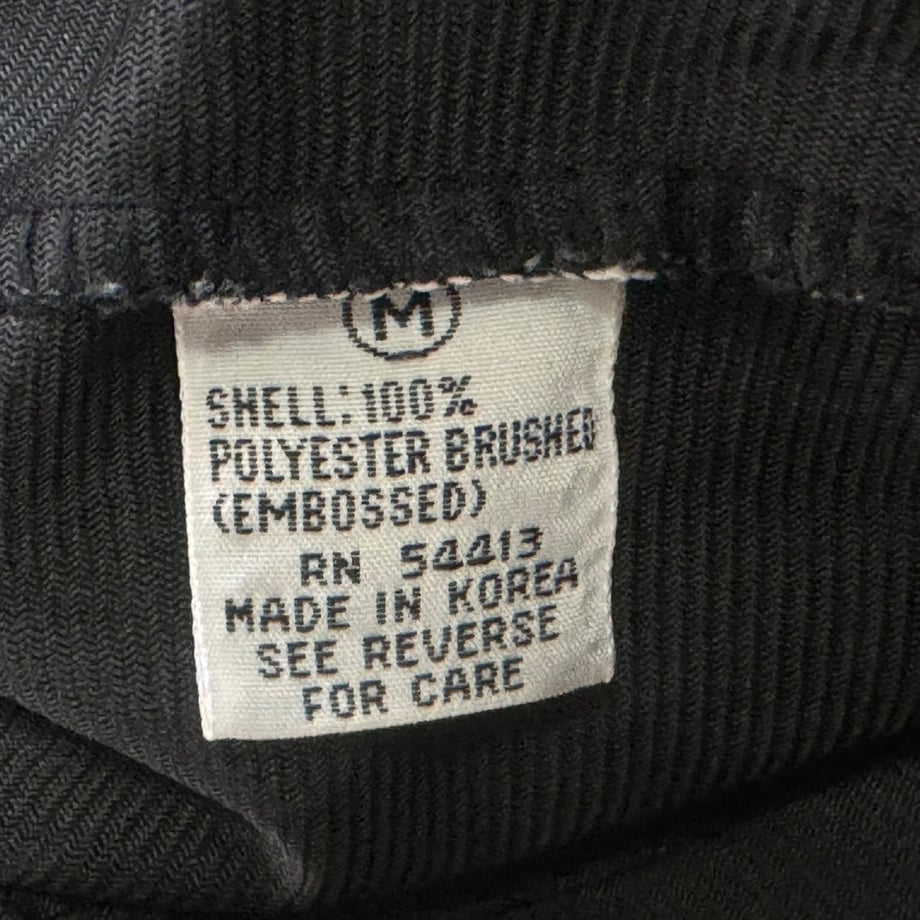 M
SHELL:100%
POLYESTER BRUSHED
(EMBOSSED)
RN 54413
MADE IN KOREA
SEE REVERSE
FOR CARE